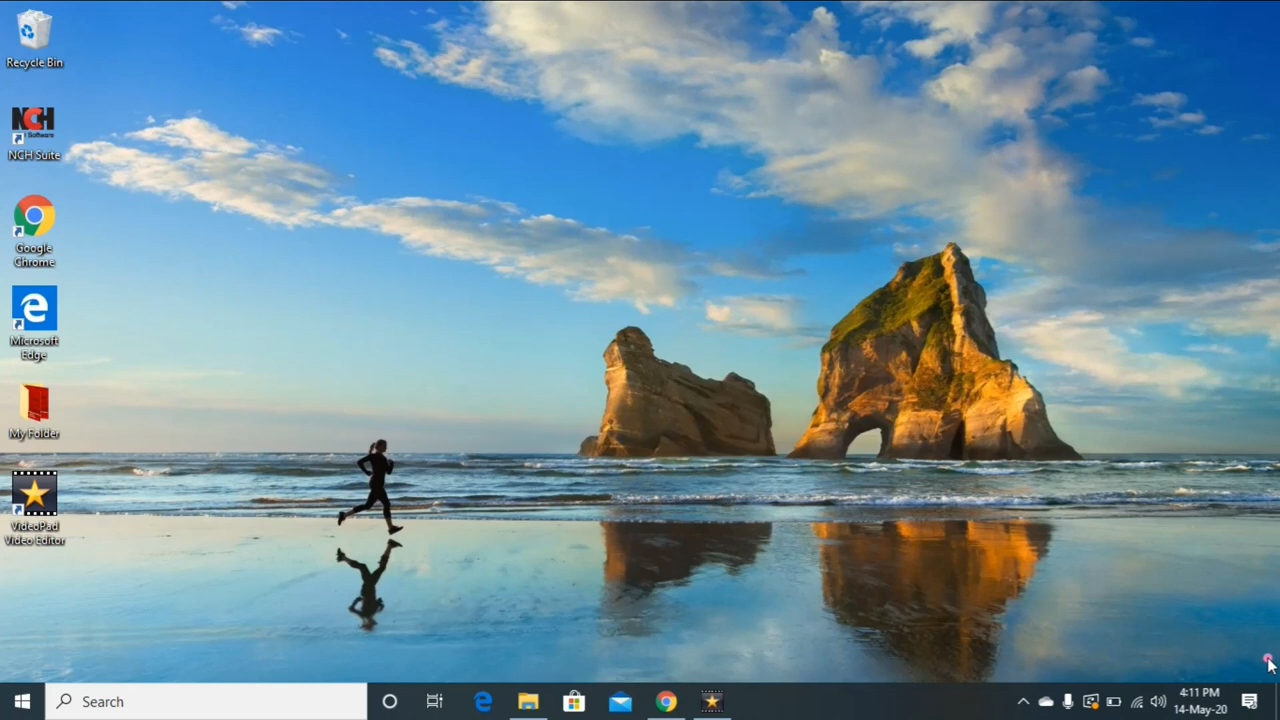 Recycle Bin
NCH
Software
NCH Suite
Google
Chrome
Microsoft
Edge
My Folder
VideoPad
Video Editor
Search
4:11 PM
14-May-20